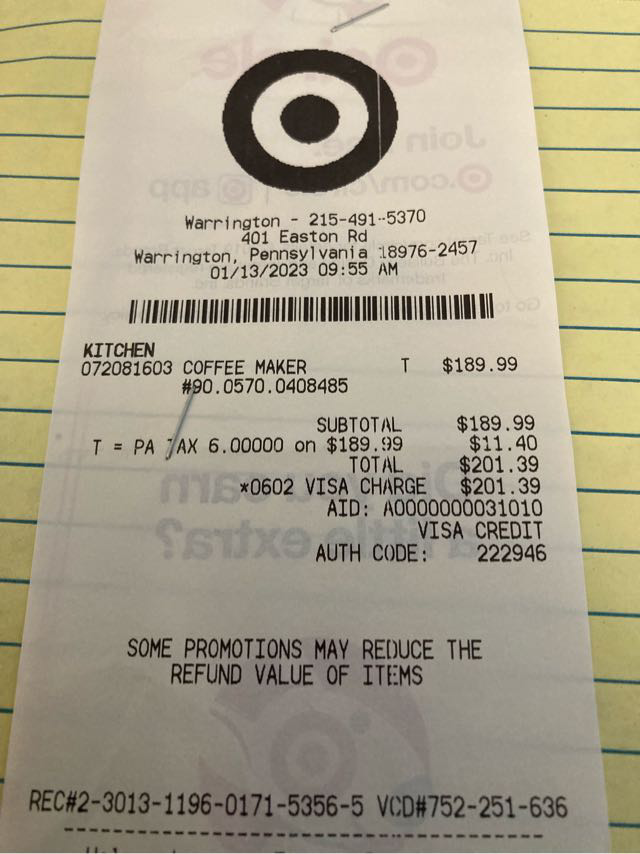 Warrington - 215-491-5370
401 Easton Rd
Warrington, Pennsylvania 18976-2457
01/13/2023 09:55 AM
KITCHEN
072081603 COFFEE MAKER T $189.99
#90.0570.0408485
SUBTOTAL $189.99
T = PA TAX 6.00000 on $189.99 $11.40
TOTAL $201.39
*0602 VISA CHARGE $201.39
AID: A0000000031010
VISA CREDIT
AUTH CODE: 222946
SOME PROMOTIONS MAY REDUCE THE
REFUND VALUE OF ITEMS
REC#2-3013-1196-0171-5356-5 VCD#752-251-636